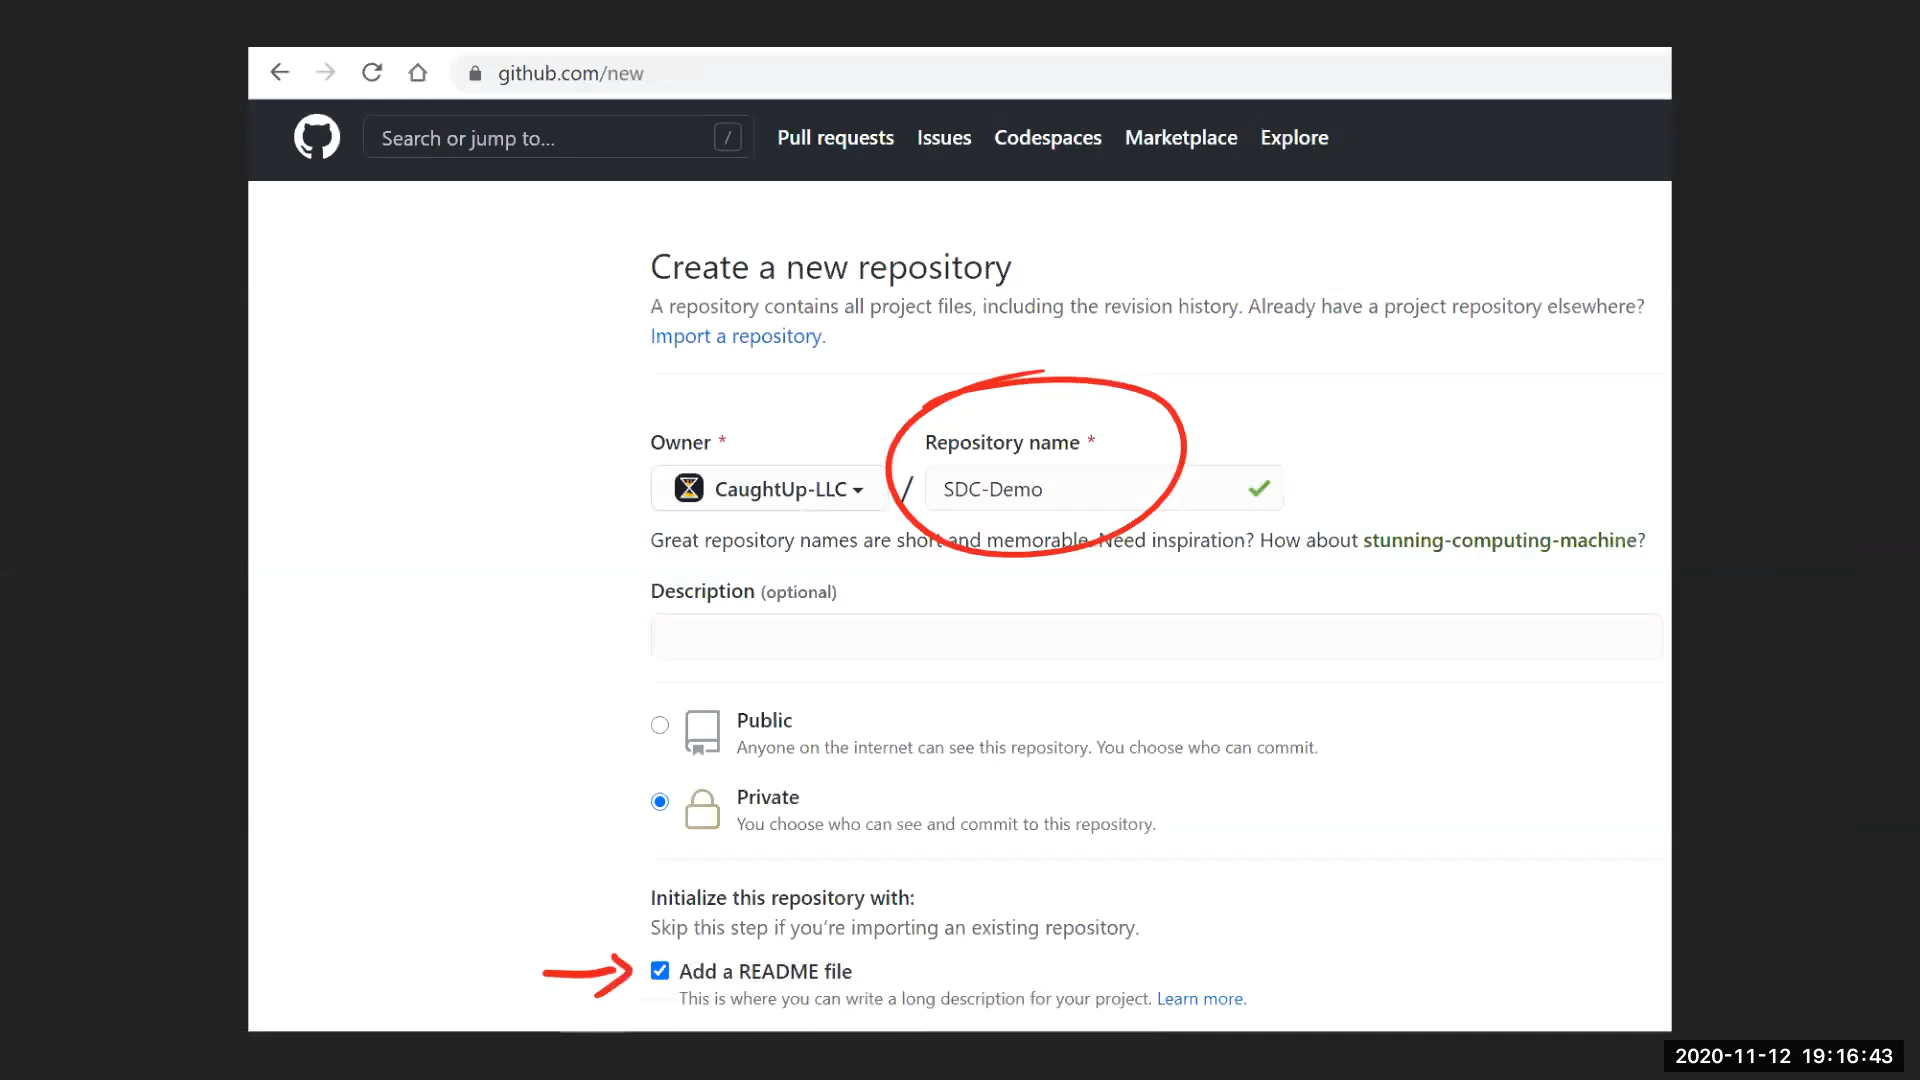 github.com/new
Search or jump to... /
Pull requests Issues Codespaces Marketplace Explore
Create a new repository
A repository contains all project files, including the revision history. Already have a project repository elsewhere?
Import a repository.
Owner * Repository name *
CaughtUp-LLC / SDC-Demo
Great repository names are short and memorable. Need inspiration? How about stunning-computing-machine?
Description (optional)
Public
Anyone on the internet can see this repository. You choose who can commit.
Private
You choose who can see and commit to this repository.
Initialize this repository with:
Skip this step if you’re importing an existing repository.
Add a README file
This is where you can write a long description for your project. Learn more.
2020-11-12 19:16:43